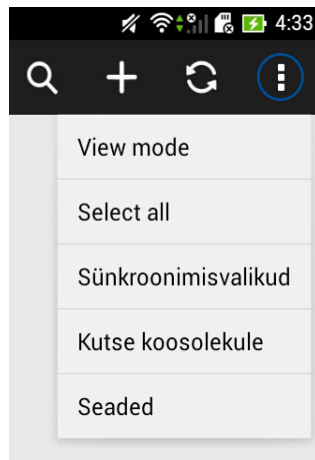 4:33
View mode
Select all
Sünkroonimisvalikud
Kutse koosolekule
Seaded